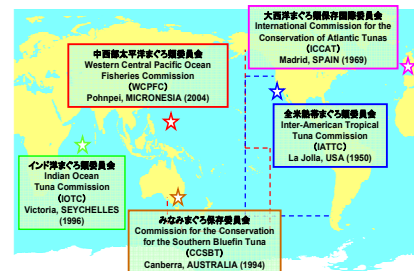 大西洋まぐろ類保存国際委員会
International Commission for the
Conservation of Atlantic Tunas
(ICCAT)
Madrid, SPAIN (1969)
中西部太平洋まぐろ類委員会
Western Central Pacific Ocean
Fisheries Commission
(WCPFC)
Pohnpei, MICRONESIA (2004)
全米熱帯まぐろ類委員会
Inter-American Tropical
Tuna Commission
(IATTC)
La Jolla, USA (1950)
インド洋まぐろ類委員会
Indian Ocean
Tuna Commission
(IOTC)
Victoria, SEYCHELLES
(1996)
みなみまぐろ保存委員会
Commission for the Conservation
for the Southern Bluefin Tuna
(CCSBT)
Canberra, AUSTRALIA (1994)